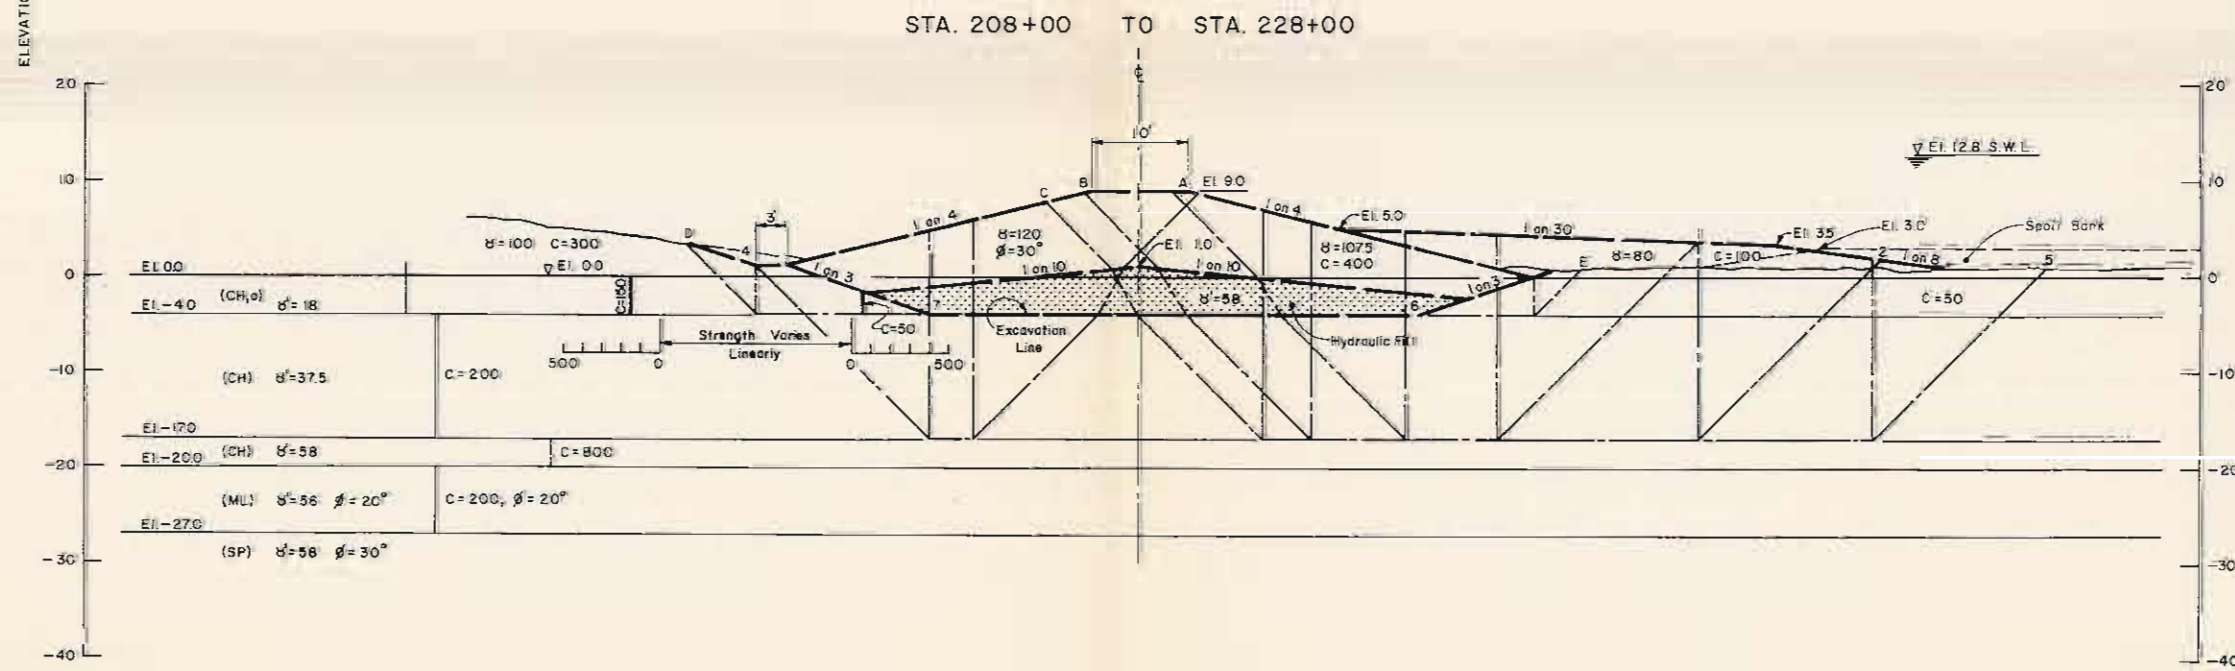 ELEVATIO
STA. 208+00 TO STA. 228+00
℄
20
20
10'
El. 12.8 S.W.L.
10
10
B
A
El. 9.0
C
3'
1 on 4
1 on 4
El. 5.0
D
4
γ=100 C=300
γ=120
Ø=30°
El. 1.0
γ=107.5
C=400
1 on 30
El. 3.5
El. 3.0
Spoil Bank
El. 0.0
El. 0.0
1 on 3
1 on 10
1 on 10
1 on 3
E
γ=80
C=100
2
1 on 8
5
0
0
(CH,o) γ'=18
C=150
7
γ'=58
6
C=50
El.-4.0
C=50
Excavation
Line
Hydraulic Fill
Strength Varies
Linearly
500
0
0
500
-10
-10
(CH) γ'=37.5
C=200
El.-17.0
(CH) γ'=58
C=800
El.-20.0
-20
-20
(ML) γ'=56 Ø=20°
C=200, Ø=20°
El.-27.0
(SP) γ'=58 Ø=30°
-30
-30
-40
-40